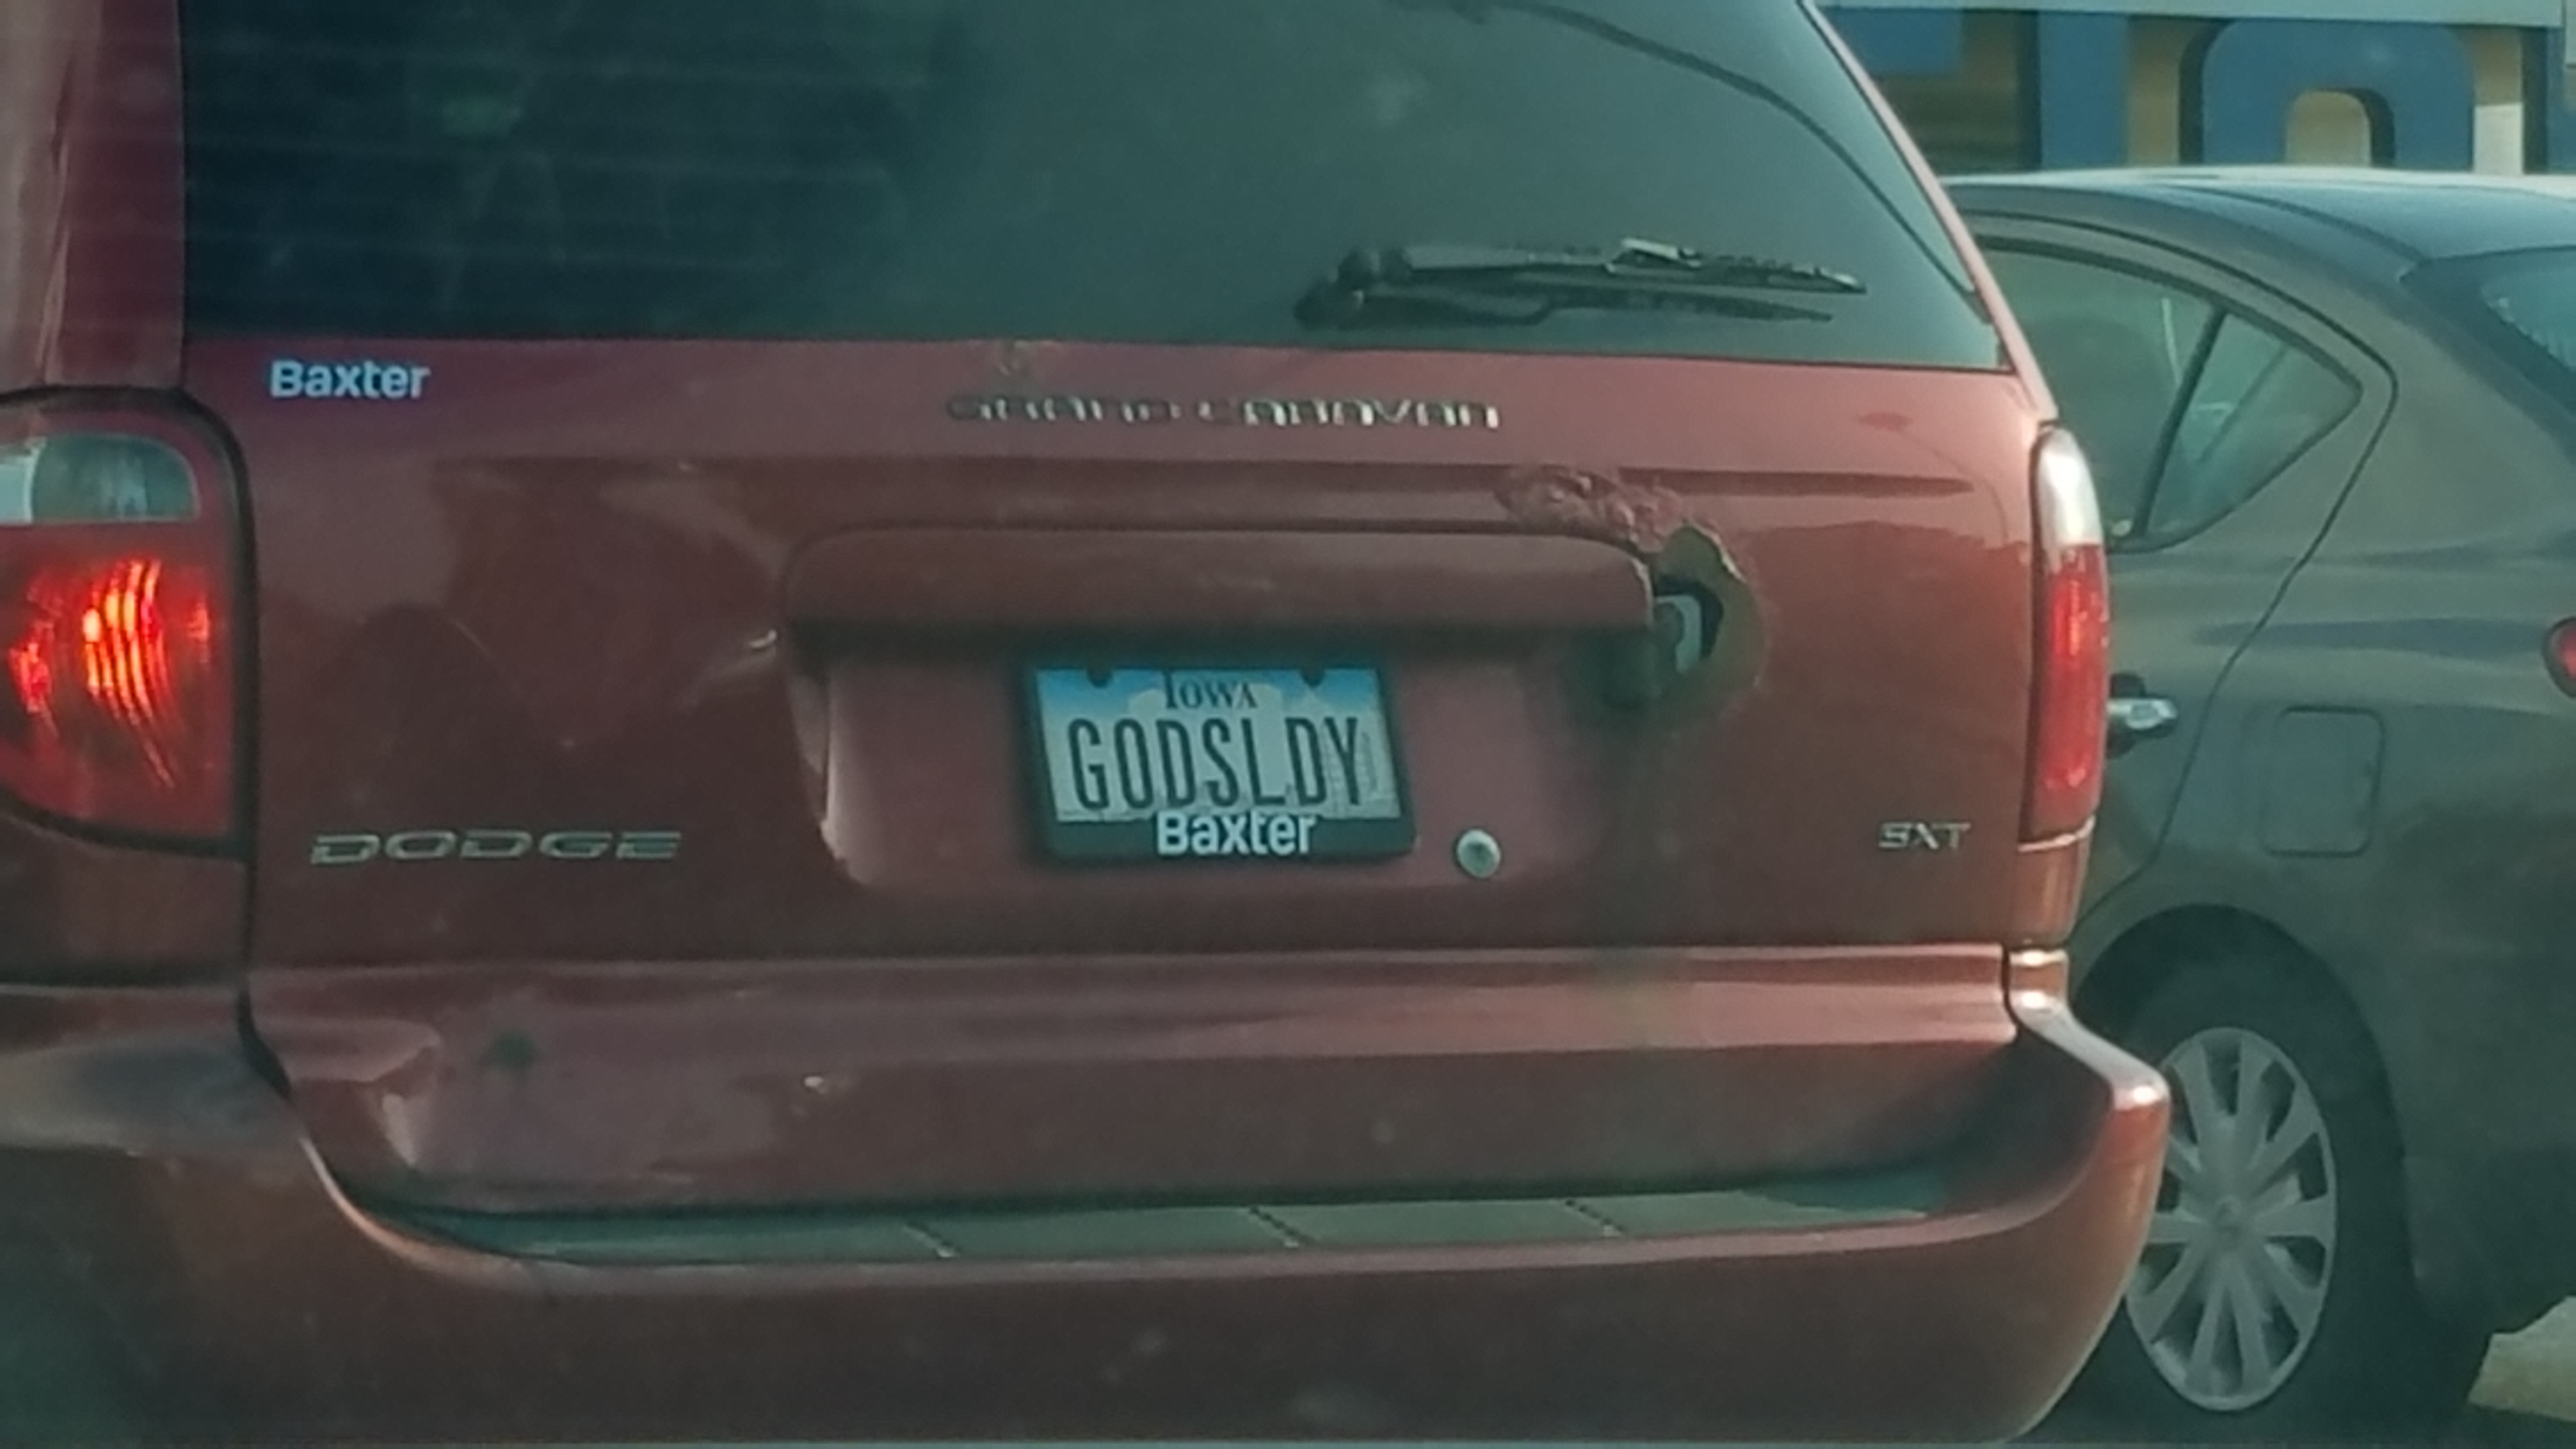 Baxter
GRAND CARAVAN
IOWA
GODSLDY
Baxter
DODGE
SXT